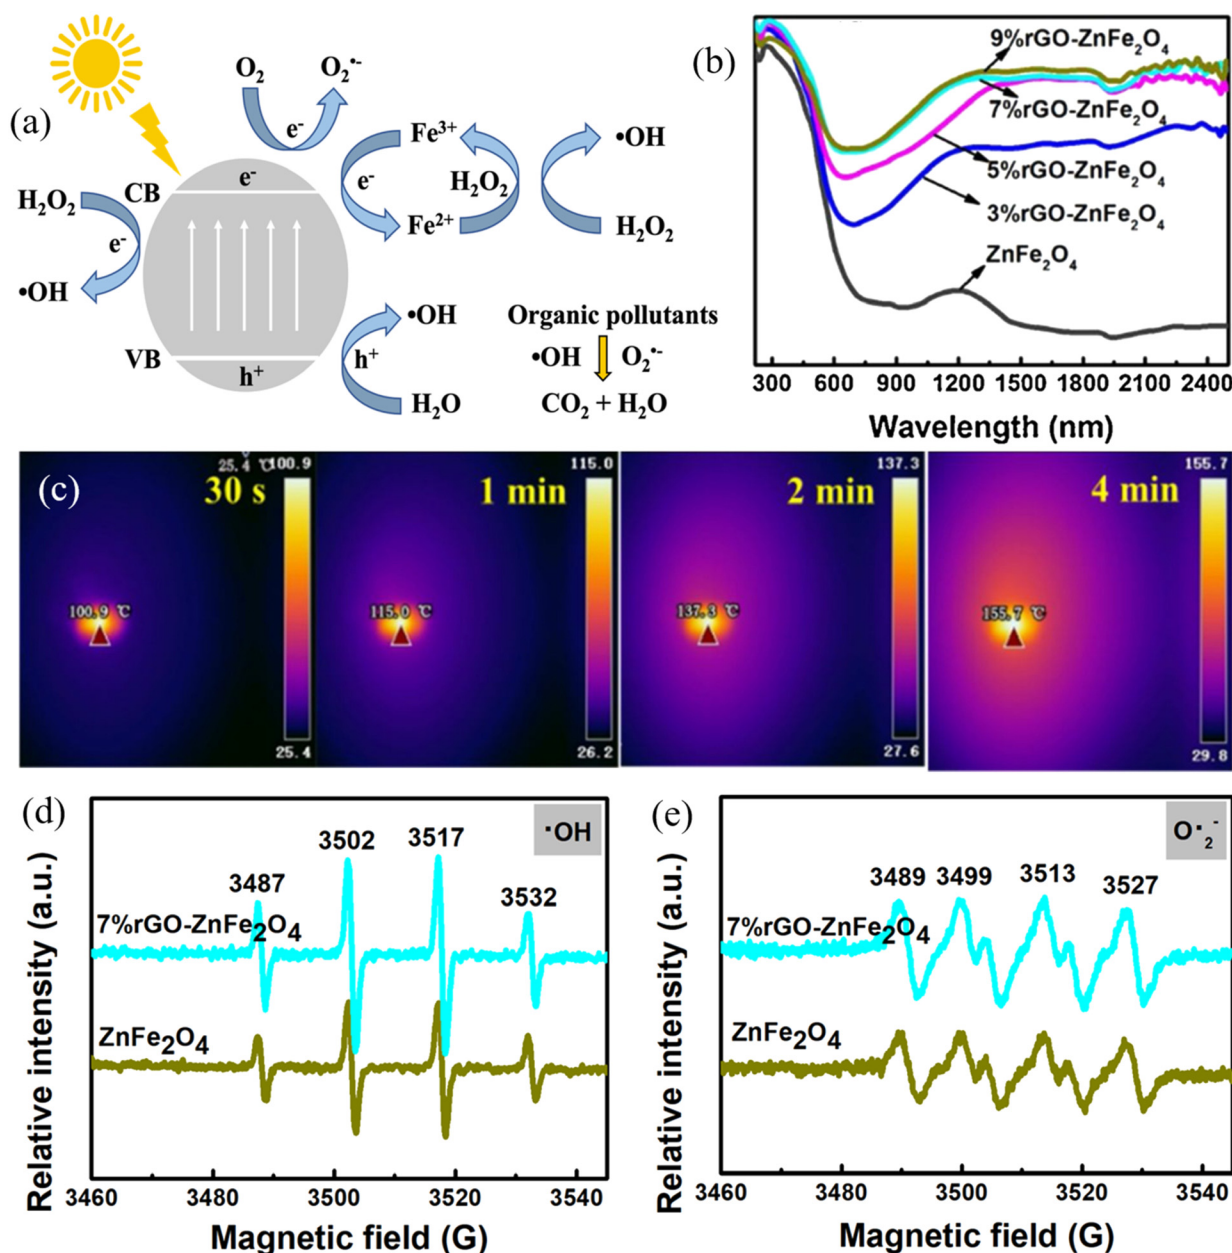 (a)
O₂
O₂•⁻
e⁻
Fe³⁺
•OH
CB
e⁻
H₂O₂
e⁻
H₂O₂
e⁻
Fe²⁺
H₂O₂
•OH
•OH
Organic pollutants
VB
h⁺
h⁺
•OH
O₂•⁻
H₂O
CO₂ + H₂O
(b)
9%rGO-ZnFe₂O₄
7%rGO-ZnFe₂O₄
5%rGO-ZnFe₂O₄
3%rGO-ZnFe₂O₄
ZnFe₂O₄
300 600 900 1200 1500 1800 2100 2400
Wavelength (nm)
(c)
25.4 ℃
100.9
30 s
100.9 ℃
25.4
115.0
1 min
115.0 ℃
26.2
137.3
2 min
137.3 ℃
27.6
155.7
4 min
155.7 ℃
29.8
(d)
•OH
3487
3502
3517
3532
7%rGO-ZnFe₂O₄
ZnFe₂O₄
Relative intensity (a.u.)
3460 3480 3500 3520 3540
Magnetic field (G)
(e)
O•₂⁻
3489
3499
3513
3527
7%rGO-ZnFe₂O₄
ZnFe₂O₄
Relative intensity (a.u.)
3460 3480 3500 3520 3540
Magnetic field (G)